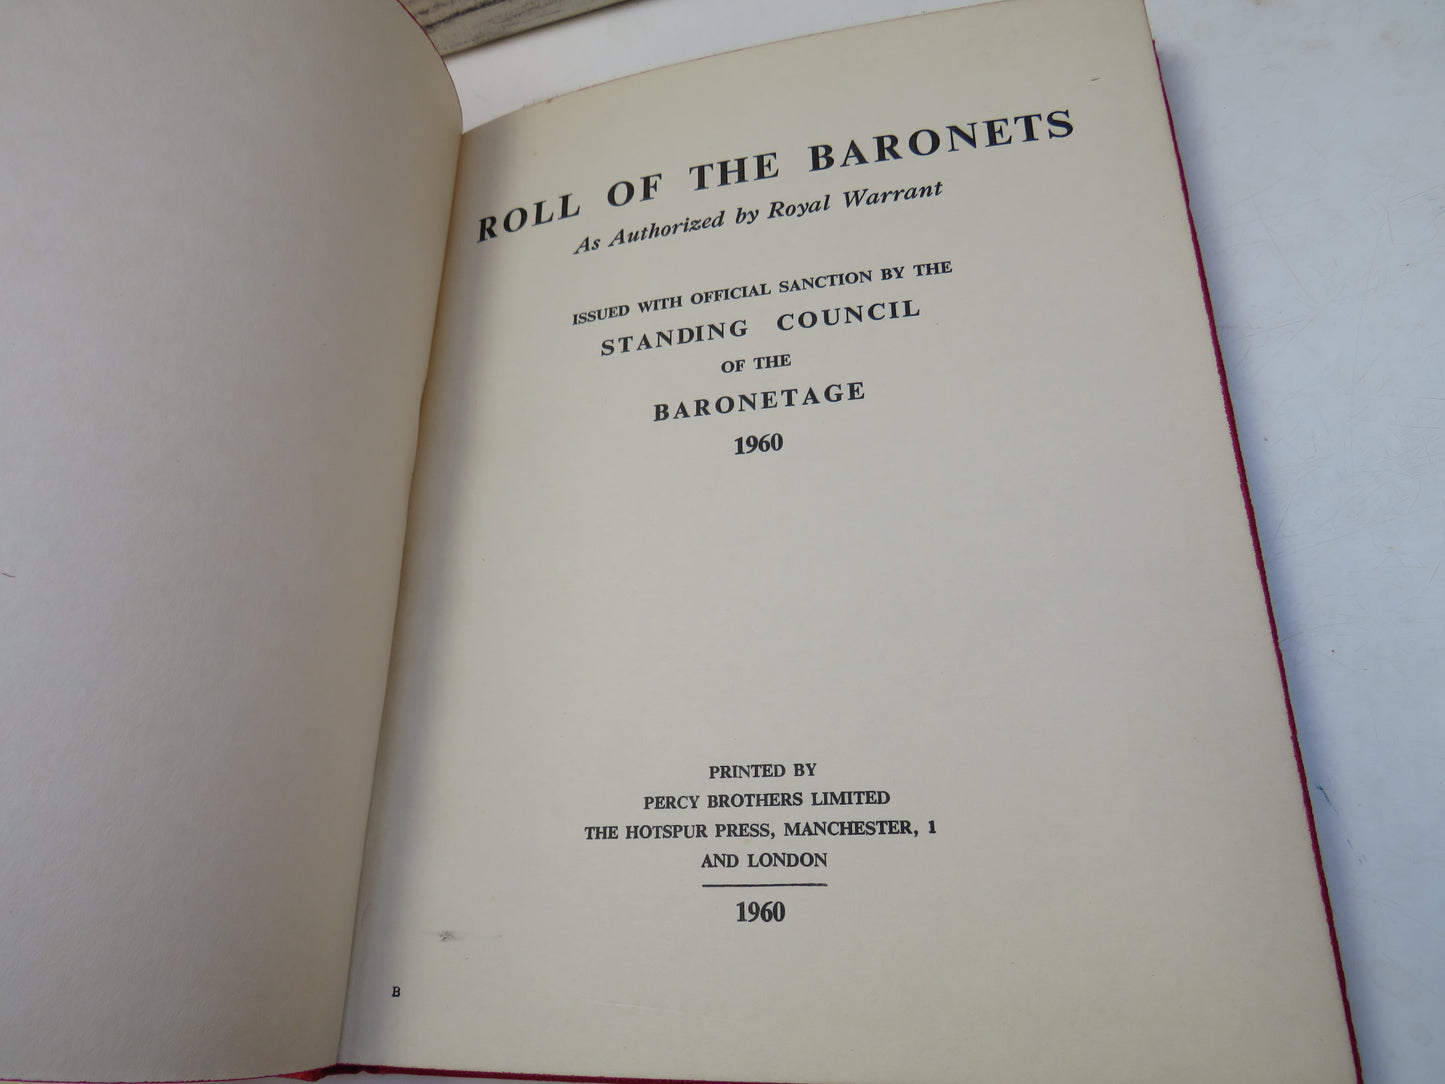 ROLL OF THE BARONETS
As Authorized by Royal Warrant
ISSUED WITH OFFICIAL SANCTION BY THE
STANDING COUNCIL
OF THE
BARONETAGE
1960
PRINTED BY
PERCY BROTHERS LIMITED
THE HOTSPUR PRESS, MANCHESTER, 1
AND LONDON
1960
B